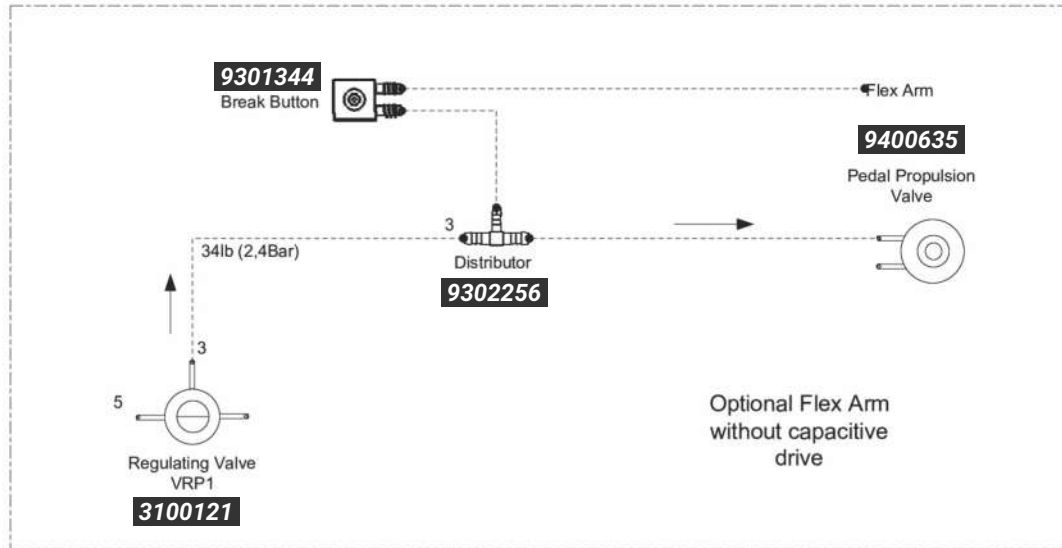 9301344
Break Button
Flex Arm
9400635
Pedal Propulsion
Valve
3
34lb (2,4Bar)
Distributor
9302256
3
5
Regulating Valve
VRP1
3100121
Optional Flex Arm
without capacitive
drive